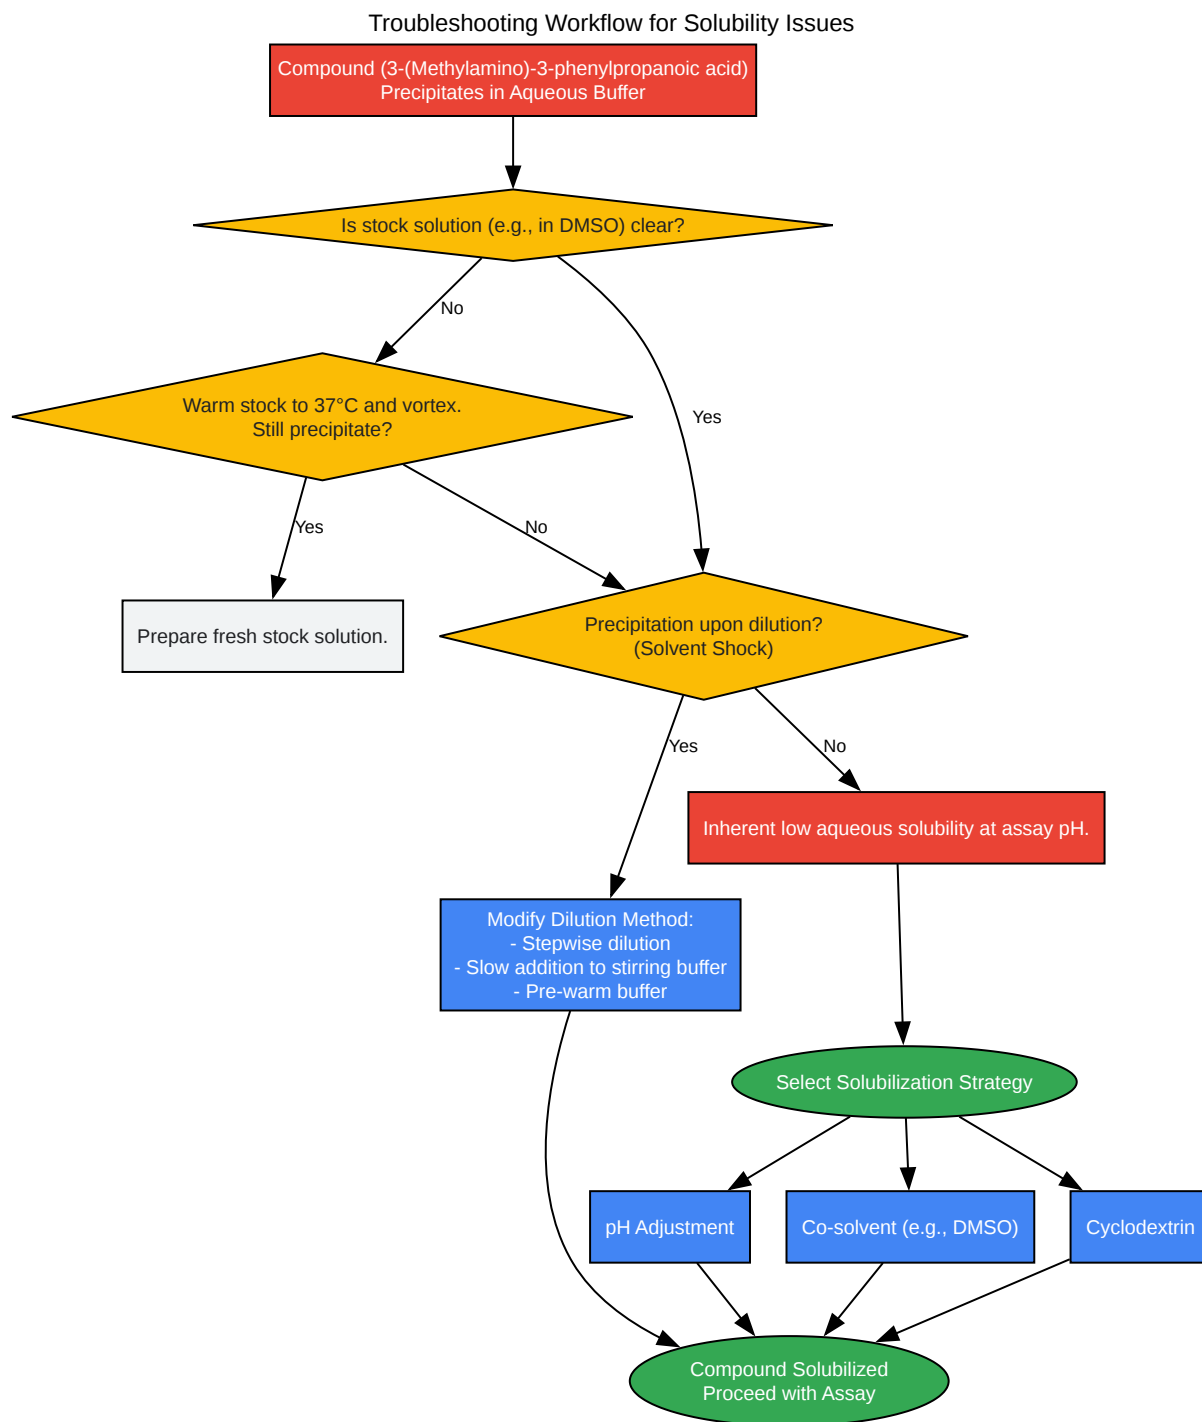 Troubleshooting Workflow for Solubility Issues
Compound (3-(Methylamino)-3-phenylpropanoic acid)
Precipitates in Aqueous Buffer
Is stock solution (e.g., in DMSO) clear?
No
Warm stock to 37°C and vortex.
Still precipitate?
Yes
Yes
No
Prepare fresh stock solution.
Precipitation upon dilution?
(Solvent Shock)
Yes
No
Inherent low aqueous solubility at assay pH.
Modify Dilution Method:
- Stepwise dilution
- Slow addition to stirring buffer
- Pre-warm buffer
Select Solubilization Strategy
pH Adjustment
Co-solvent (e.g., DMSO)
Cyclodextrin
Compound Solubilized
Proceed with Assay